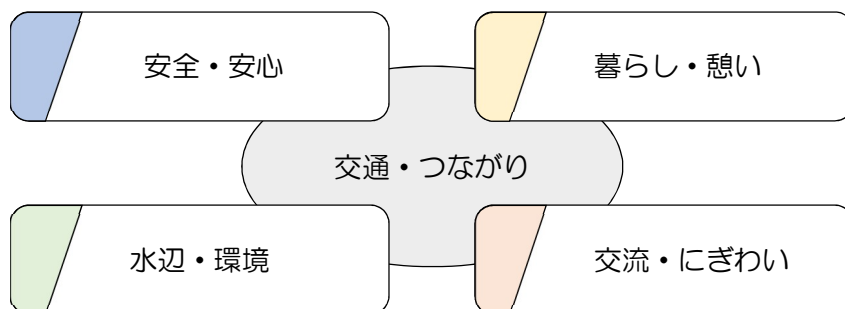 安全・安心
暮らし・憩い
交通・つながり
水辺・環境
交流・にぎわい